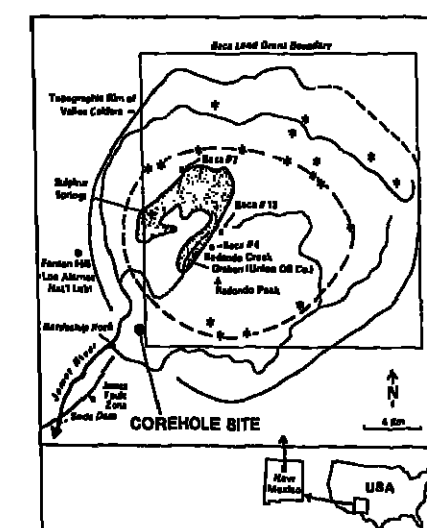 Baca Land Grant Boundary
Topographic Rim of
Valles Caldera
Baca #7
Sulphur
Springs
Baca #13
Baca #4
Redondo Creek
Graben (Union Oil Co.)
Redondo Peak
Fenton Hill
Los Alamos
Nat'l Lab)
Battleship Rock
Jemez River
Jemez
Fault
Zone
Soda Dam
COREHOLE SITE
N
4 Km
New
Mexico
USA